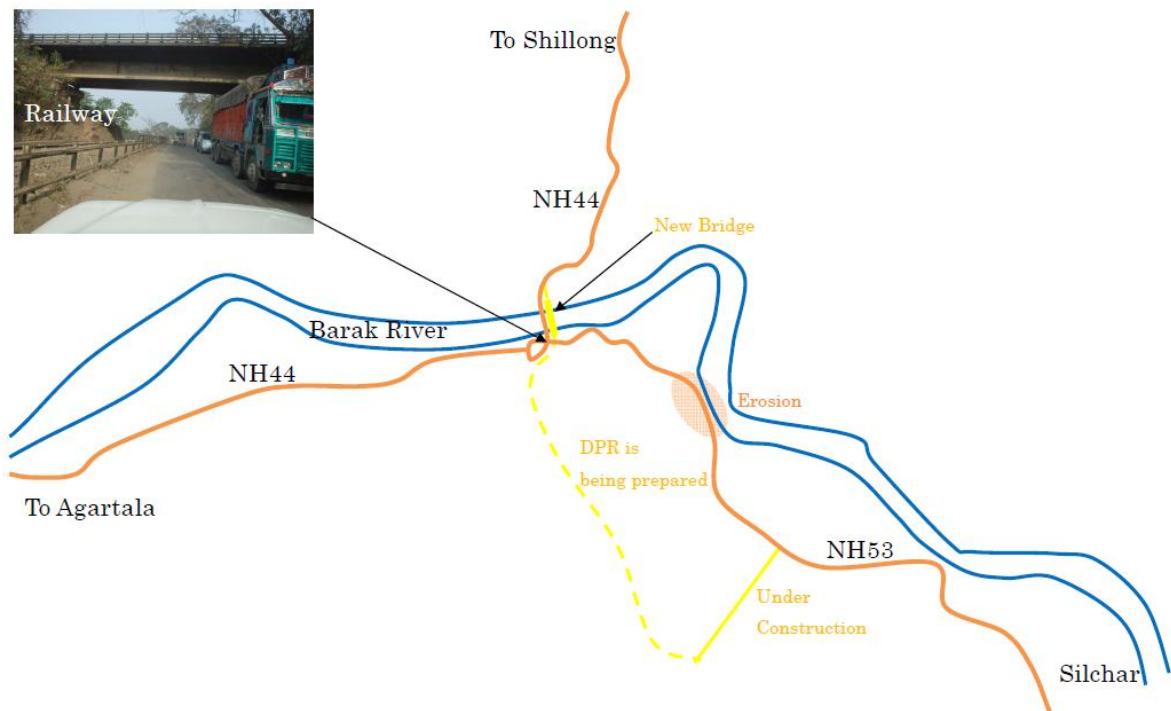 To Shillong
Railway
NH44
New Bridge
Barak River
NH44
Erosion
DPR is
being prepared
To Agartala
NH53
Under
Construction
Silchar